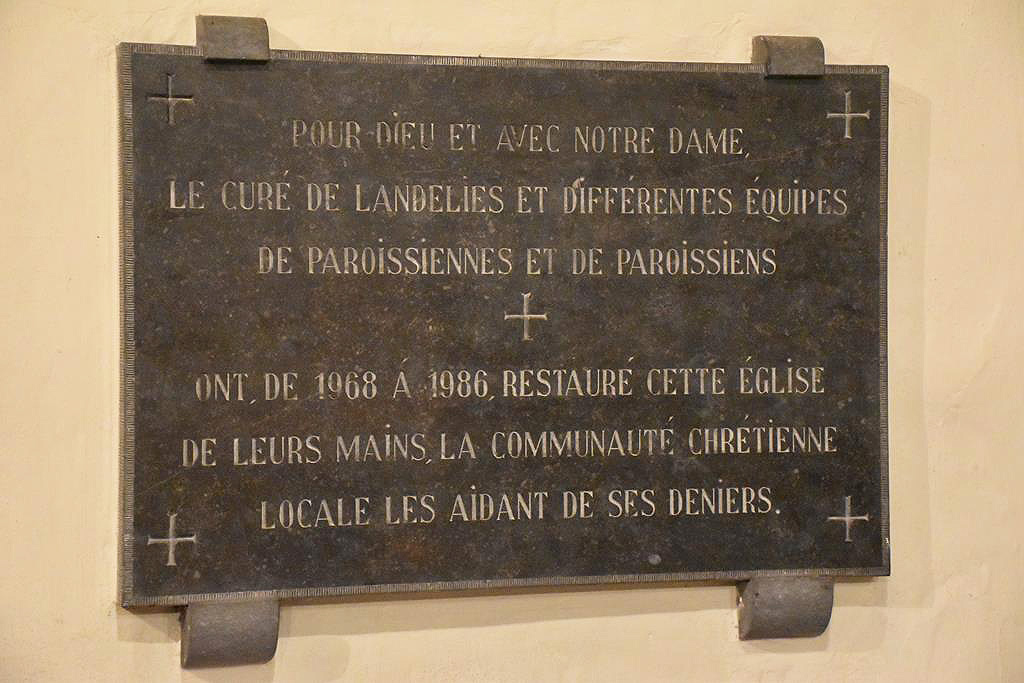 POUR DIEU ET AVEC NOTRE DAME,
LE CURÉ DE LANDELIES ET DIFFÉRENTES ÉQUIPES
DE PAROISSIENNES ET DE PAROISSIENS
ONT, DE 1968 Á 1986, RESTAURÉ CETTE ÉGLISE
DE LEURS MAINS, LA COMMUNAUTÉ CHRÉTIENNE
LOCALE LES AIDANT DE SES DENIERS.